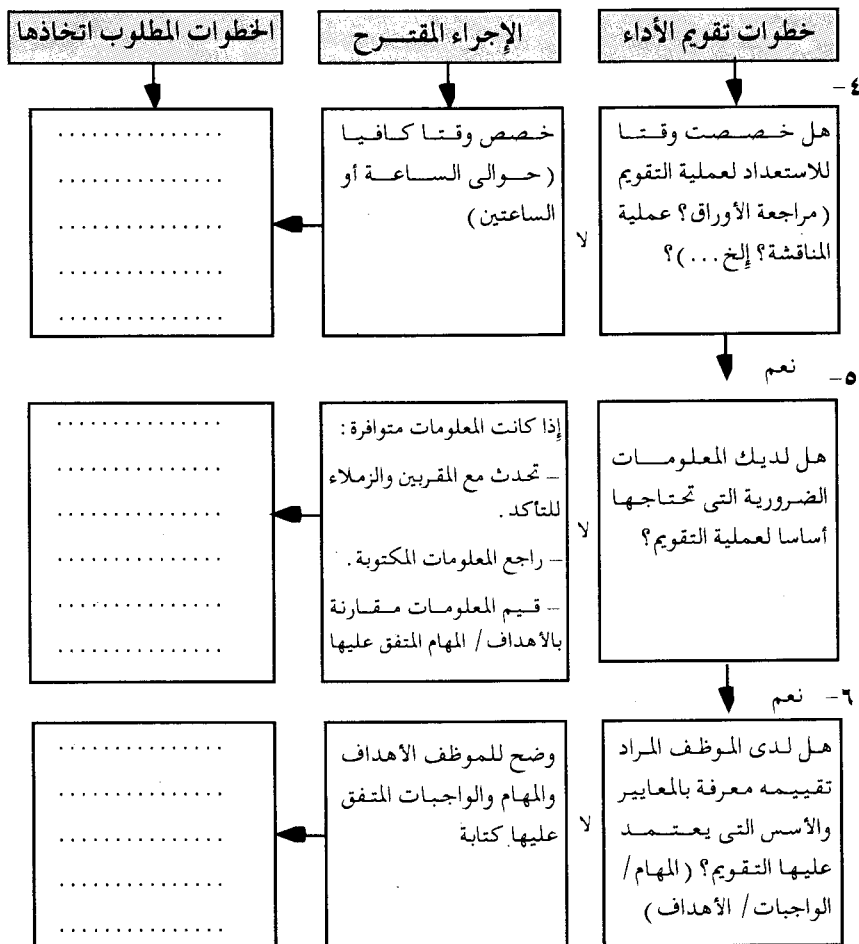 خطوات تقويم الأداء
الإجراء المقترح
الخطوات المطلوب اتخاذها
٤-
هل خصصت وقتا
للاستعداد لعملية التقويم
(مراجعة الأوراق؟ عملية
المناقشة؟ إلخ...)؟
لا
خصص وقتا كافيا
(حوالى الساعة أو
الساعتين)
...............
...............
...............
...............
...............
نعم
٥-
هل لديك المعلومات
الضرورية التى تحتاجها
أساسا لعملية التقويم؟
لا
إذا كانت المعلومات متوافرة:
– تحدث مع المقربين والزملاء
للتأكد.
– راجع المعلومات المكتوبة.
– قيم المعلومات مقارنة
بالأهداف/ المهام المتفق عليها
...............
...............
...............
...............
...............
...............
نعم
٦-
هل لدى الموظف المراد
تقييمه معرفة بالمعايير
والأسس التى يعتمد
عليها التقويم؟ (المهام/
الواجبات/ الأهداف)
لا
وضح للموظف الأهداف
والمهام والواجبات المتفق
عليها كتابة
...............
...............
...............
...............
...............